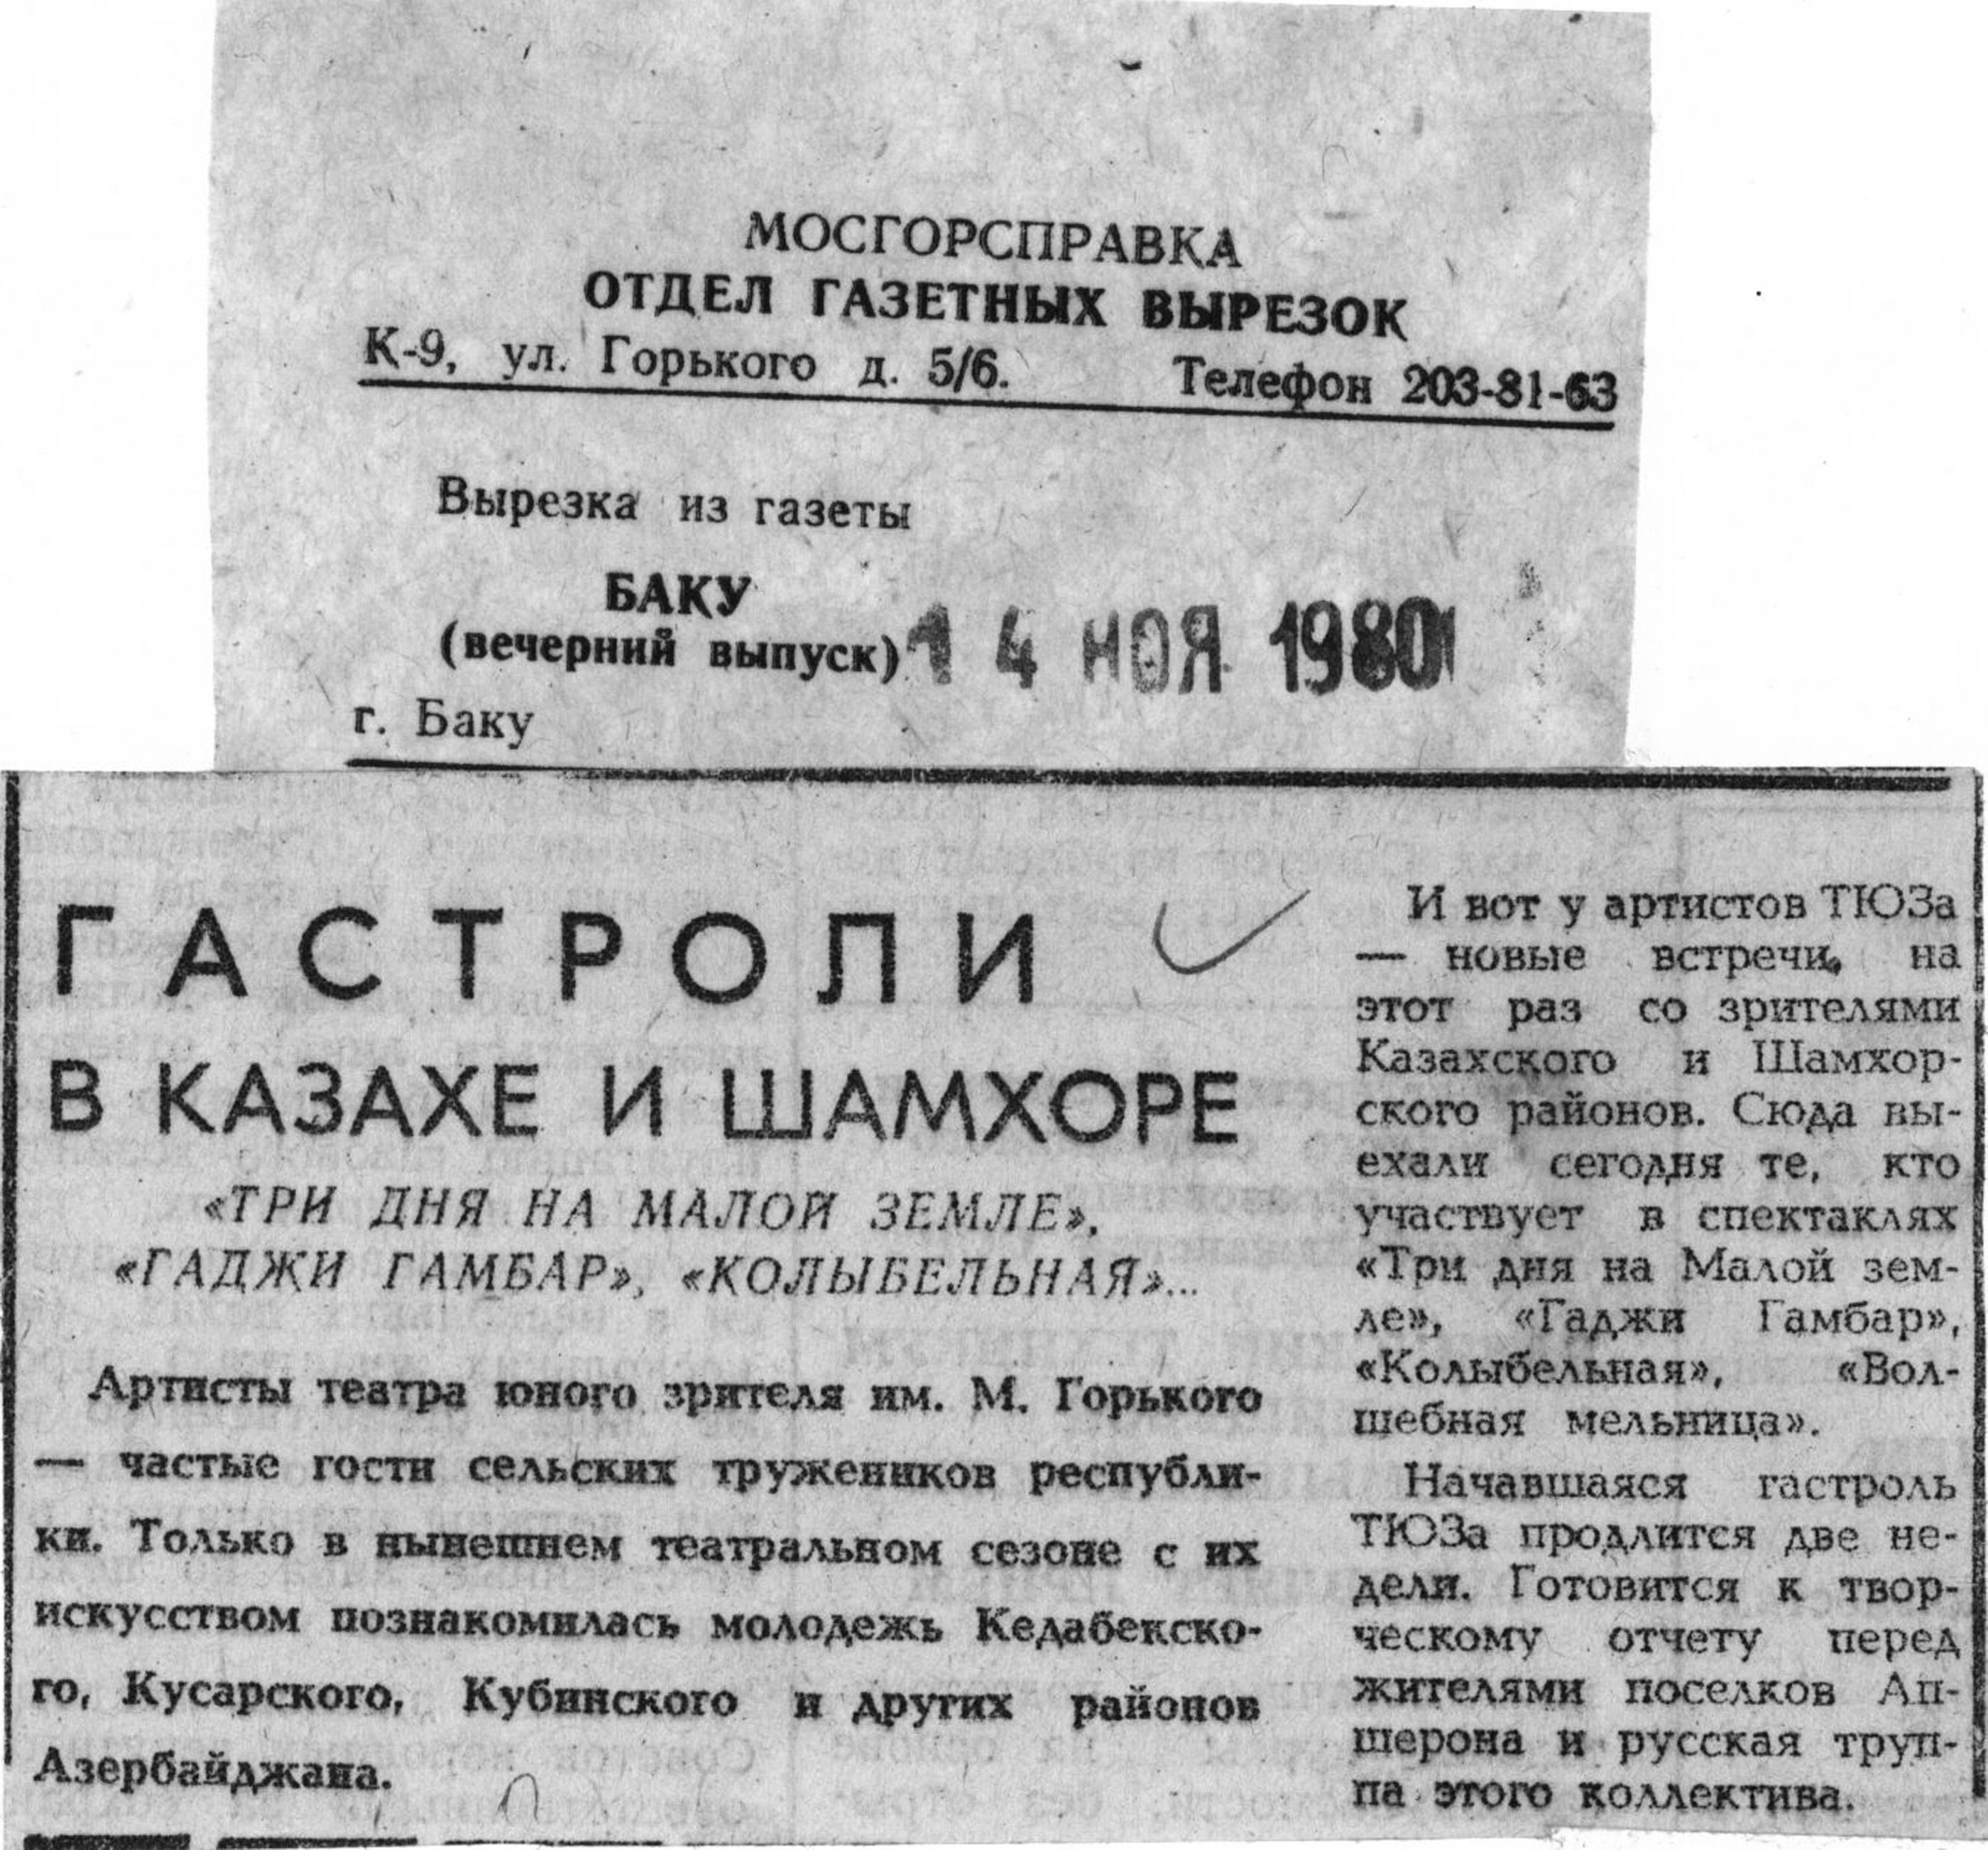 МОСГОРСПРАВКА
ОТДЕЛ ГАЗЕТНЫХ ВЫРЕЗОК
К-9, ул. Горького д. 5/6. Телефон 203-81-63
Вырезка из газеты
БАКУ
(вечерний выпуск) 14 НОЯ 1980
г. Баку
ГАСТРОЛИ
В КАЗАХЕ И ШАМХОРЕ
«ТРИ ДНЯ НА МАЛОЙ ЗЕМЛЕ»,
«ГАДЖИ ГАМБАР», «КОЛЫБЕЛЬНАЯ»...
Артисты театра юного зрителя им. М. Горького
— частые гости сельских тружеников республи-
ки. Только в нынешнем театральном сезоне с их
искусством познакомилась молодежь Кедабекско-
го, Кусарского, Кубинского и других районов
Азербайджана.
И вот у артистов ТЮЗа
— новые встречи, на
этот раз со зрителями
Казахского и Шамхор-
ского районов. Сюда вы-
ехали сегодня те, кто
участвует в спектаклях
«Три дня на Малой зем-
ле», «Гаджи Гамбар»,
«Колыбельная», «Вол-
шебная мельница».
Начавшаяся гастроль
ТЮЗа продлится две не-
дели. Готовится к твор-
ческому отчету перед
жителями поселков Ап-
шерона и русская труп-
па этого коллектива.